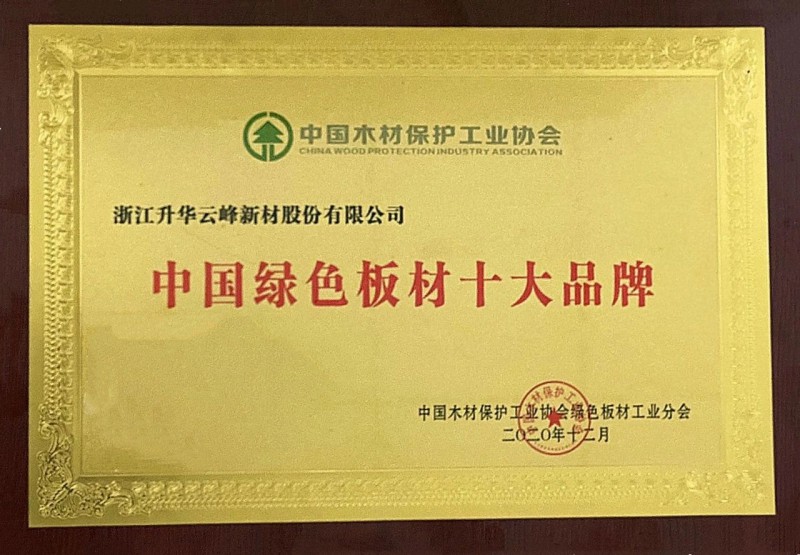 中国木材保护工业协会
CHINA WOOD PROTECTION INDUSTRY ASSOCIATION
浙江升华云峰新材股份有限公司
中国绿色板材十大品牌
中国木材保护工业协会绿色板材工业分会
二〇二〇年十二月